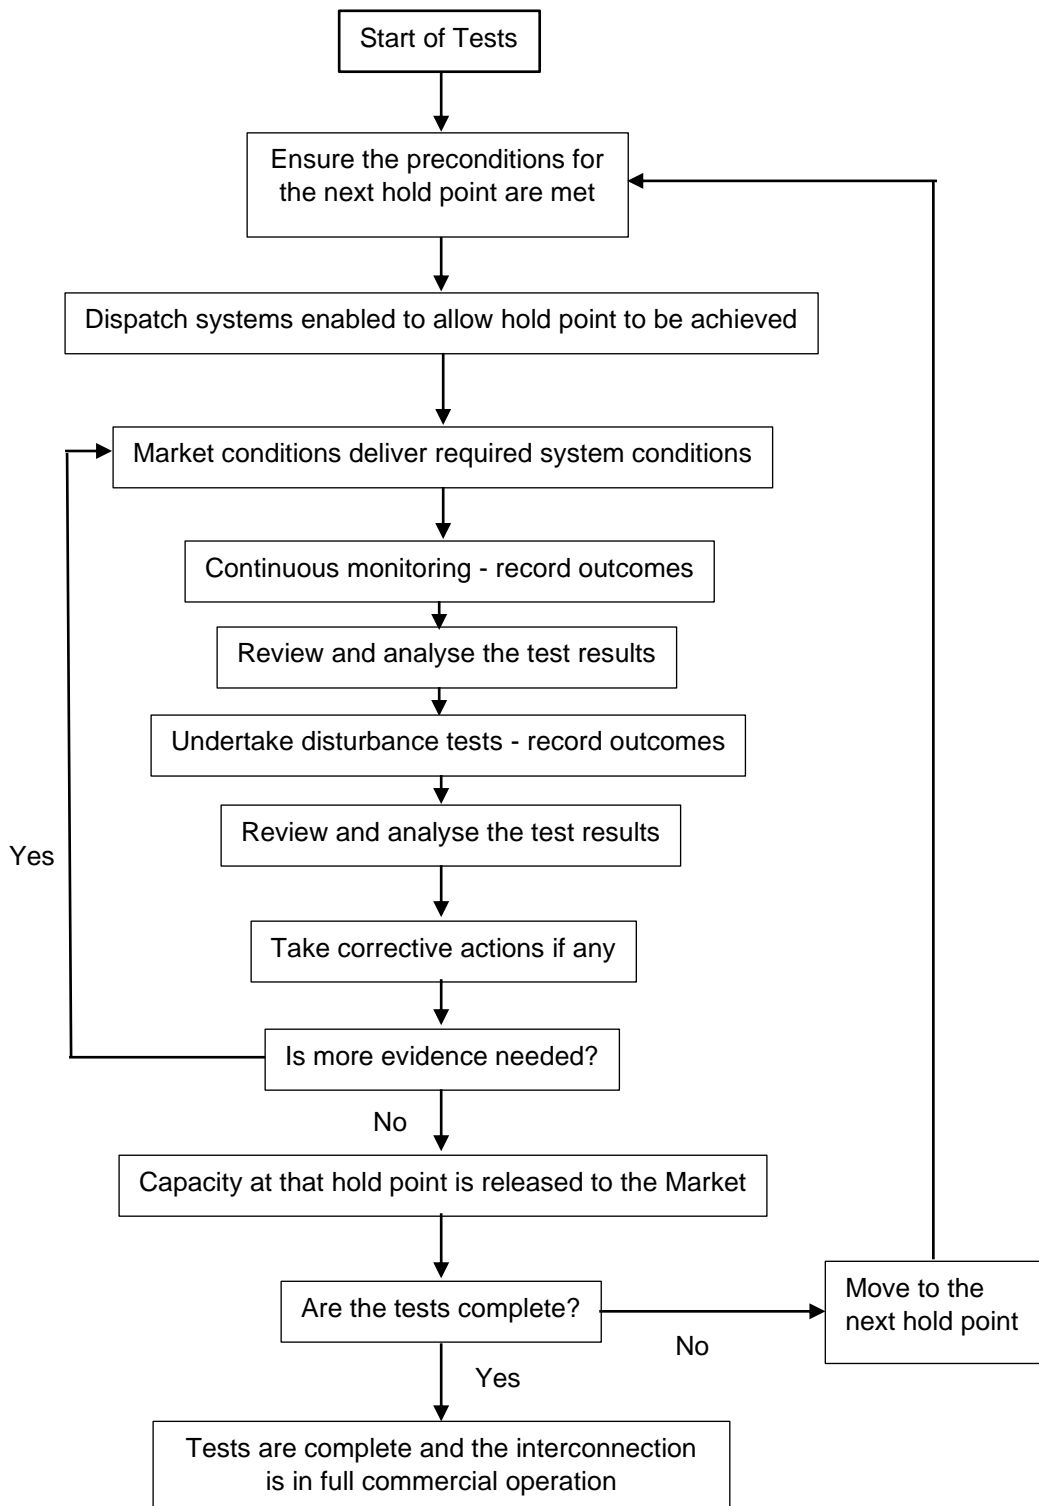 Start of Tests
Ensure the preconditions for
the next hold point are met
Dispatch systems enabled to allow hold point to be achieved
Market conditions deliver required system conditions
Continuous monitoring - record outcomes
Review and analyse the test results
Undertake disturbance tests - record outcomes
Review and analyse the test results
Yes
Take corrective actions if any
Is more evidence needed?
No
Capacity at that hold point is released to the Market
Are the tests complete?
No
Move to the
next hold point
Yes
Tests are complete and the interconnection
is in full commercial operation